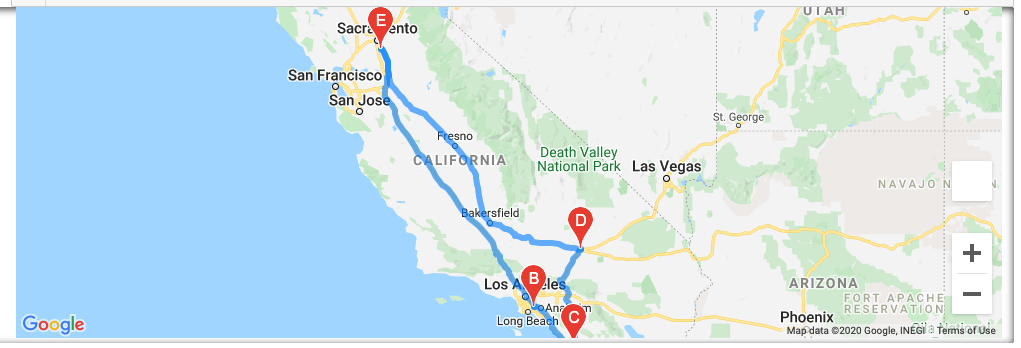 UTAH
E
Sacramento
San Francisco
San Jose
St. George
Fresno
CALIFORNIA
Death Valley
National Park
Las Vegas
NAVAJO N
N
Bakersfield
D
B
Los Angeles
Anaheim
Long Beach
C
ARIZONA
FORT APACHE
RESERVATION
Phoenix
Google
Map data ©2020 Google, INEGI
Terms of Use